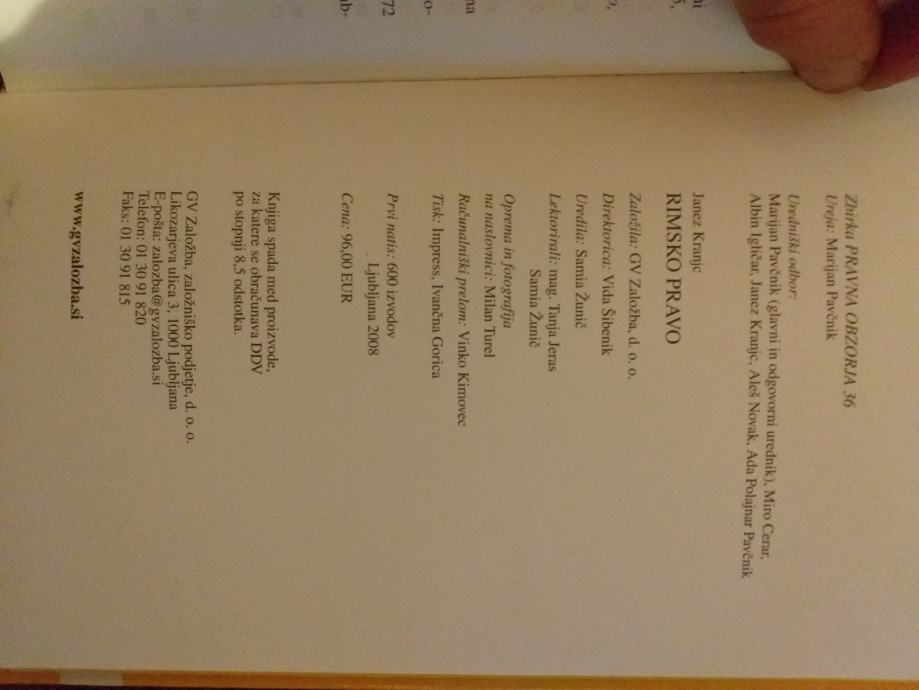 Zbirka PRAVNA OBZORJA 36
Ureja: Marijan Pavčnik
Uredniški odbor:
Marijan Pavčnik (glavni in odgovorni urednik), Miro Cerar,
Albin Igličar, Janez Kranjc, Aleš Novak, Ada Polajnar Pavčnik
Janez Kranjc
RIMSKO PRAVO
Založila: GV Založba, d. o. o.
Direktorica: Vida Šibenik
Uredila: Samia Žunič
Lektorirali: mag. Tanja Jeras
Samia Žunič
Oprema in fotografija
na naslovnici: Milan Turel
Računalniški prelom: Vinko Kimovec
Tisk: Impress, Ivančna Gorica
Prvi natis: 600 izvodov
Ljubljana 2008
Cena: 96,00 EUR
Knjiga spada med proizvode,
za katere se obračunava DDV
po stopnji 8,5 odstotka.
GV Založba, založniško podjetje, d. o. o.
Likozarjeva ulica 3, 1000 Ljubljana
E-pošta: zalozba@gvzalozba.si
Telefon: 01 30 91 820
Faks: 01 30 91 815
www.gvzalozba.si